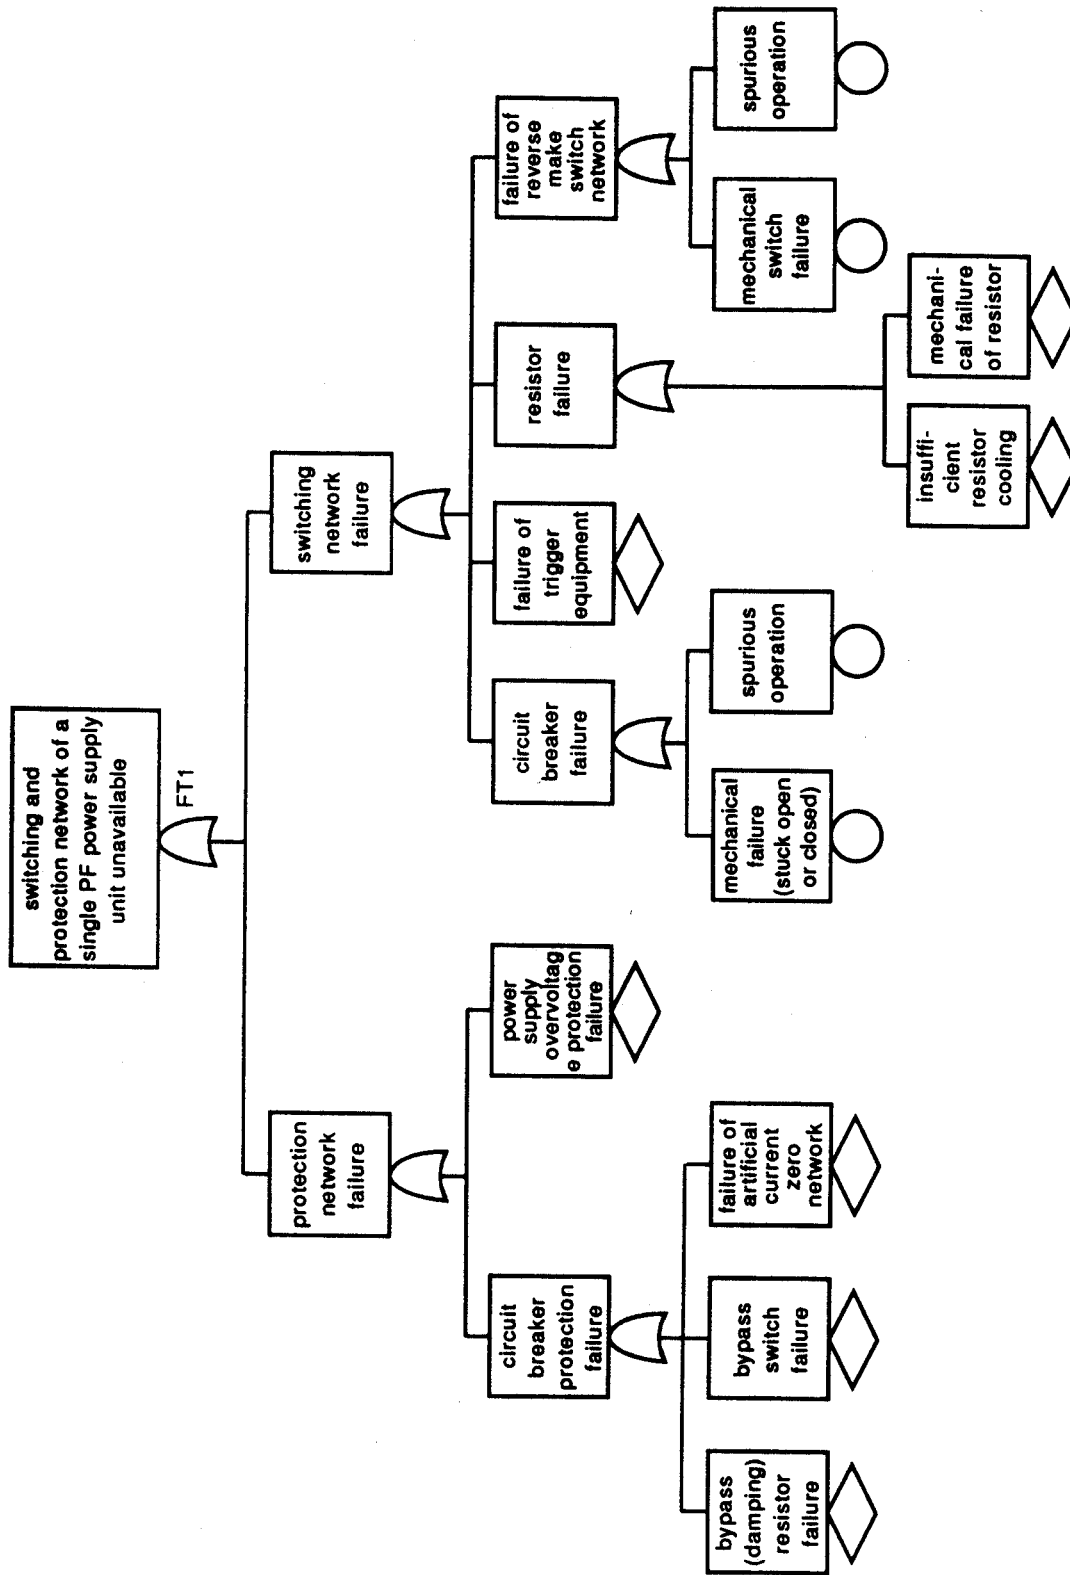 switching and
protection network of a
single PF power supply
unit unavailable
FT1
protection
network
failure
switching
network
failure
circuit
breaker
protection
failure
power
supply
overvoltag
e protection
failure
circuit
breaker
failure
failure of
trigger
equipment
resistor
failure
failure of
reverse
make
switch
network
bypass
(damping)
resistor
failure
bypass
switch
failure
failure of
artificial
current
zero
network
mechanical
failure
(stuck open
or closed)
spurious
operation
mechanical
switch
failure
spurious
operation
insuffi-
cient
resistor
cooling
mechani-
cal failure
of resistor